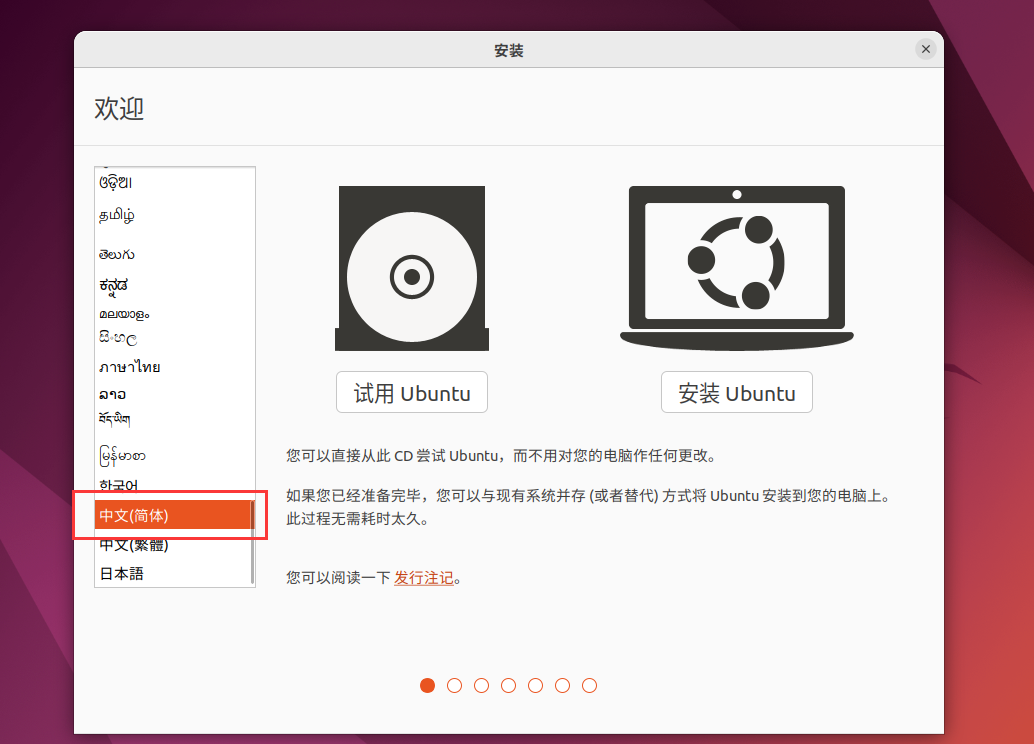 安装
欢迎
ଓଡ଼ିଆ
தமிழ்
తెలుగు
ಕನ್ನಡ
മലയാളം
සිංහල
ภาษาไทย
ລາວ
བོད་ཡིག
မြန်မာစာ
한국어
中文(简体)
中文(繁體)
日本語
试用 Ubuntu
安装 Ubuntu
您可以直接从此 CD 尝试 Ubuntu，而不用对您的电脑作任何更改。
如果您已经准备完毕，您可以与现有系统并存 (或者替代) 方式将 Ubuntu 安装到您的电脑上。
此过程无需耗时太久。
您可以阅读一下 发行注记。